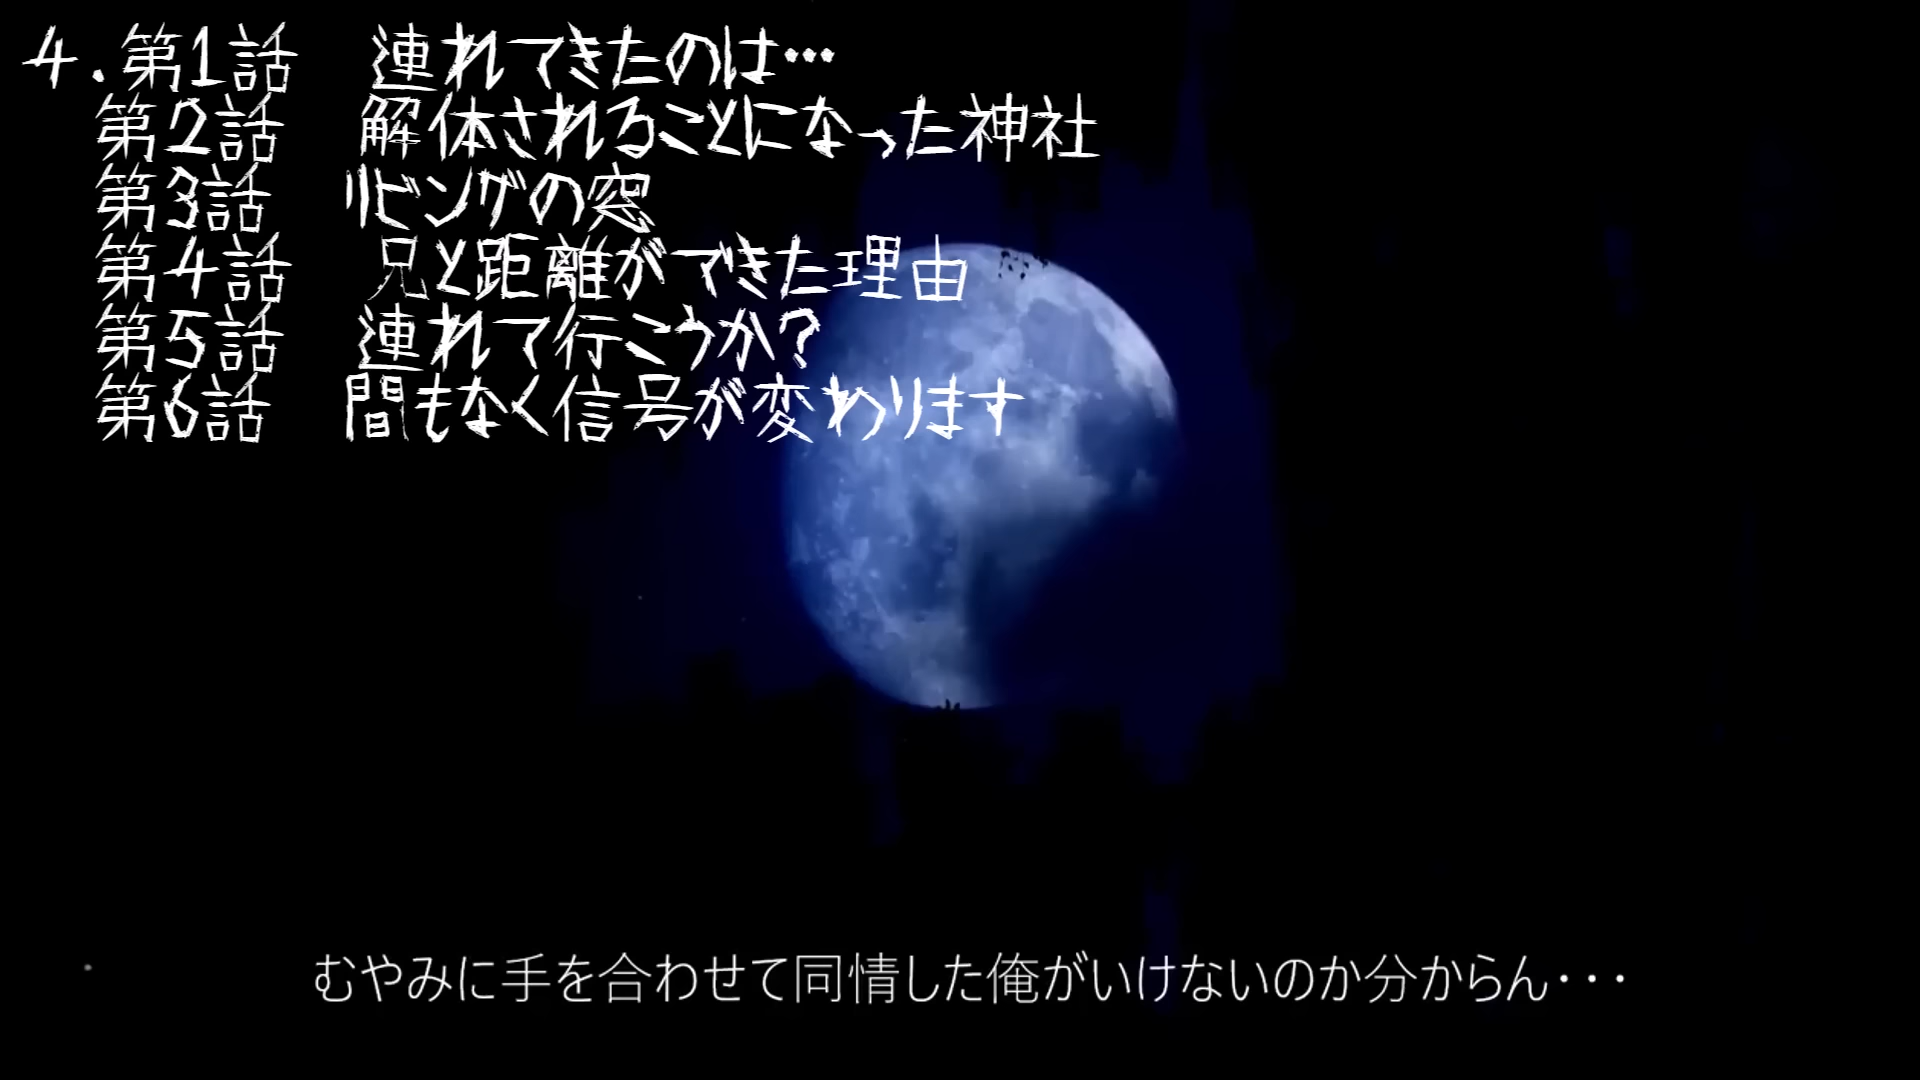 4.第1話　連れてきたのは…
第2話　解体されることになった神社
第3話　リビングの窓
第4話　兄と距離ができた理由
第5話　連れて行こうか?
第6話　間もなく信号が変わります
むやみに手を合わせて同情した俺がいけないのか分からん・・・